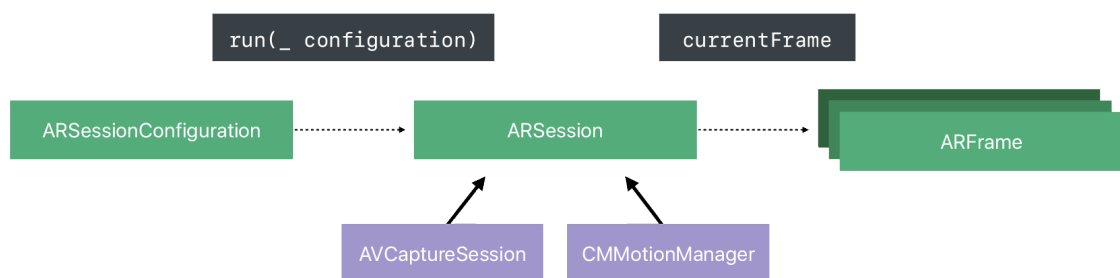 run(_ configuration)
currentFrame
ARSessionConfiguration
ARSession
ARFrame
AVCaptureSession
CMMotionManager